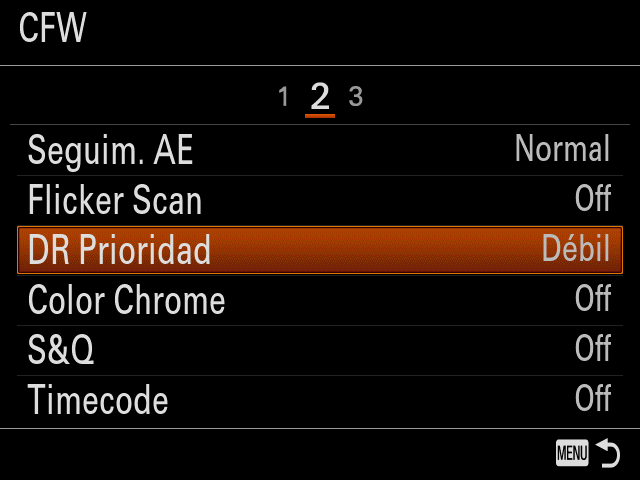 CFW
1 2 3
Seguim. AE Normal
Flicker Scan Off
DR Prioridad Débil
Color Chrome Off
S&Q Off
Timecode Off
MENU